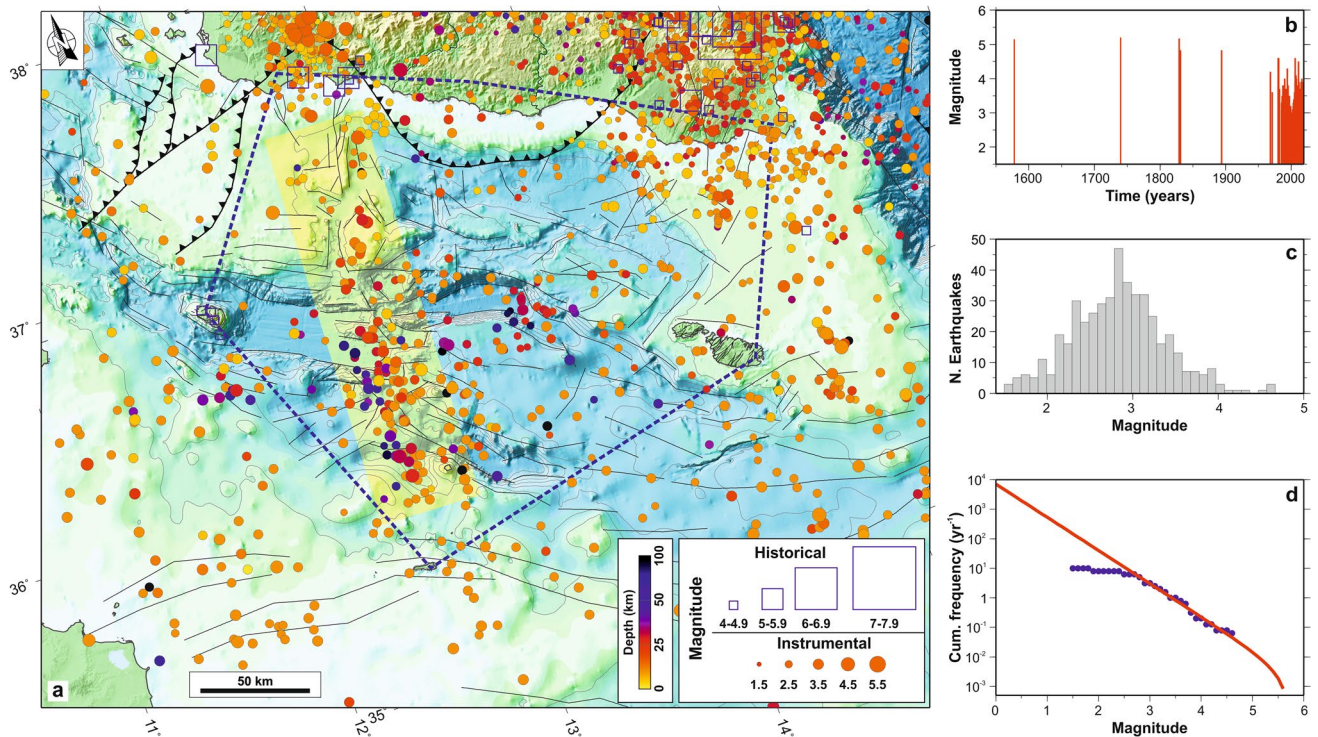 38°
37°
36°
11°
12°
35°
13°
14°
a
50 km
Depth (km)
100
50
25
0
Magnitude
Historical
4-4.9 5-5.9 6-6.9 7-7.9
Instrumental
1.5 2.5 3.5 4.5 5.5
b
Magnitude
6
5
4
3
2
1600 1700 1800 1900 2000
Time (years)
c
N. Earthquakes
50
40
30
20
10
0
2 3 4 5
Magnitude
d
Cum. frequency (yr⁻¹)
10⁴
10³
10²
10¹
1
10⁻¹
10⁻²
10⁻³
0 1 2 3 4 5 6
Magnitude